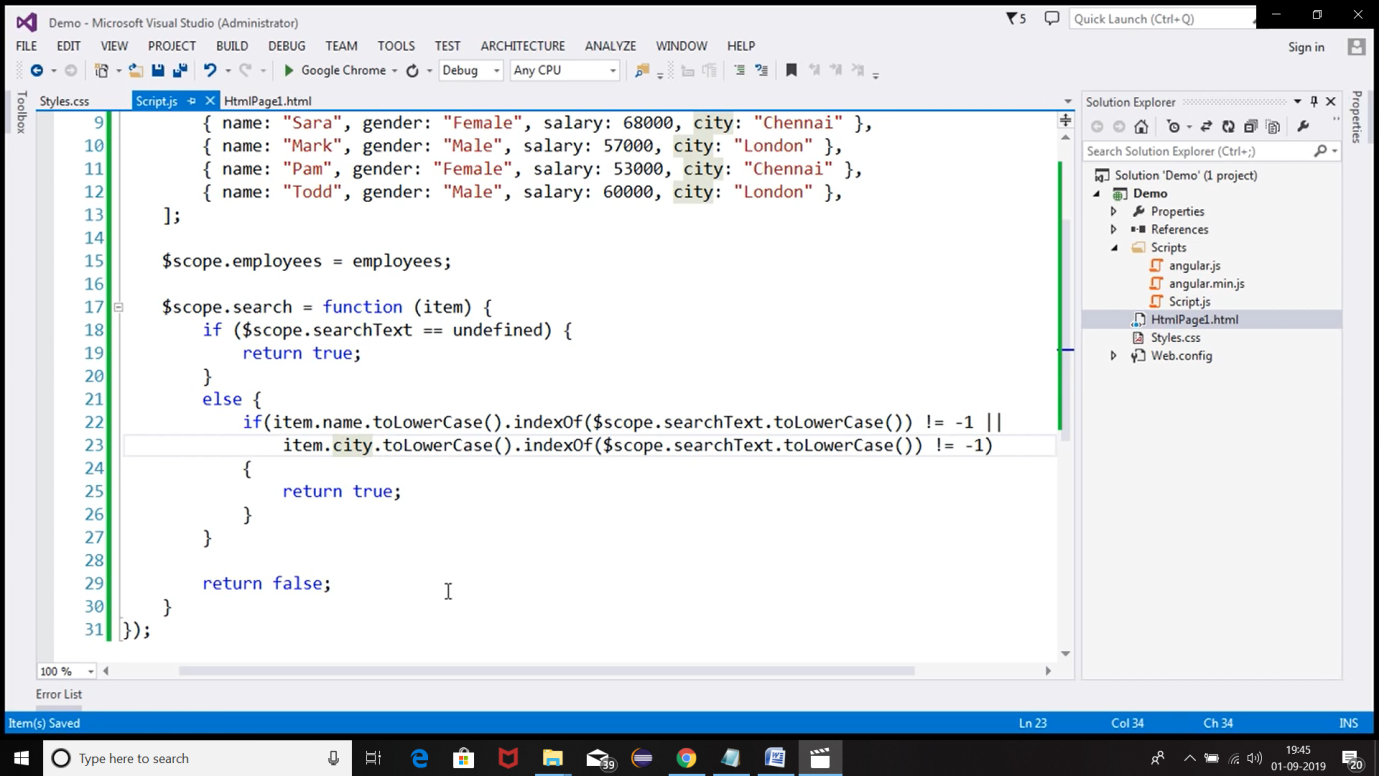 Demo - Microsoft Visual Studio (Administrator)
5
Quick Launch (Ctrl+Q)
FILE EDIT VIEW PROJECT BUILD DEBUG TEAM TOOLS TEST ARCHITECTURE ANALYZE WINDOW HELP
Sign in
Google Chrome
Debug
Any CPU
Toolbox
Styles.css
Script.js
HtmlPage1.html
9 { name: "Sara", gender: "Female", salary: 68000, city: "Chennai" },
10 { name: "Mark", gender: "Male", salary: 57000, city: "London" },
11 { name: "Pam", gender: "Female", salary: 53000, city: "Chennai" },
12 { name: "Todd", gender: "Male", salary: 60000, city: "London" },
13 ];
14
15 $scope.employees = employees;
16
17 $scope.search = function (item) {
18 if ($scope.searchText == undefined) {
19 return true;
20 }
21 else {
22 if(item.name.toLowerCase().indexOf($scope.searchText.toLowerCase()) != -1 ||
23 item.city.toLowerCase().indexOf($scope.searchText.toLowerCase()) != -1)
24 {
25 return true;
26 }
27 }
28
29 return false;
30 }
31 });
100 %
Solution Explorer
Search Solution Explorer (Ctrl+;)
Solution 'Demo' (1 project)
Demo
Properties
References
Scripts
angular.js
angular.min.js
Script.js
HtmlPage1.html
Styles.css
Web.config
Properties
Error List
Item(s) Saved
Ln 23
Col 34
Ch 34
INS
Type here to search
39
19:45
01-09-2019
20